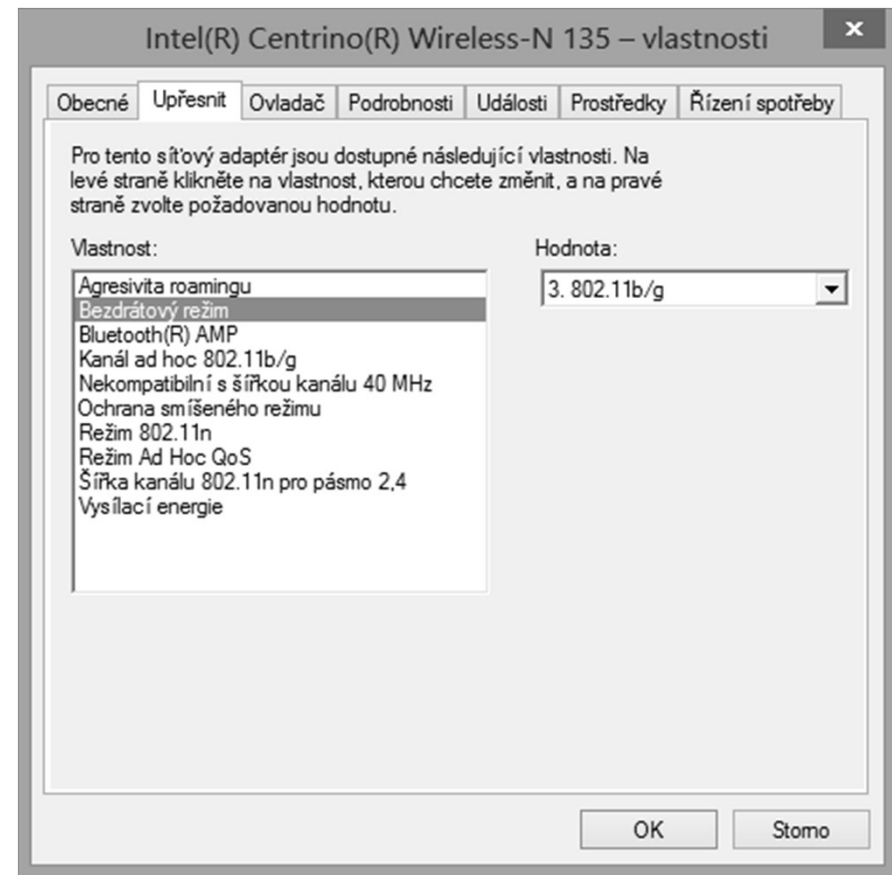 Intel(R) Centrino(R) Wireless-N 135 – vlastnosti
x
Obecné Upřesnit Ovladač Podrobnosti Události Prostředky Řízení spotřeby
Pro tento síťový adaptér jsou dostupné následující vlastnosti. Na
levé straně klikněte na vlastnost, kterou chcete změnit, a na pravé
straně zvolte požadovanou hodnotu.
Vlastnost:
Hodnota:
Agresivita roamingu
Bezdrátový režim
Bluetooth(R) AMP
Kanál ad hoc 802.11b/g
Nekompatibilní s šířkou kanálu 40 MHz
Ochrana smíšeného režimu
Režim 802.11n
Režim Ad Hoc QoS
Šířka kanálu 802.11n pro pásmo 2,4
Vysílací energie
3. 802.11b/g
OK
Storno